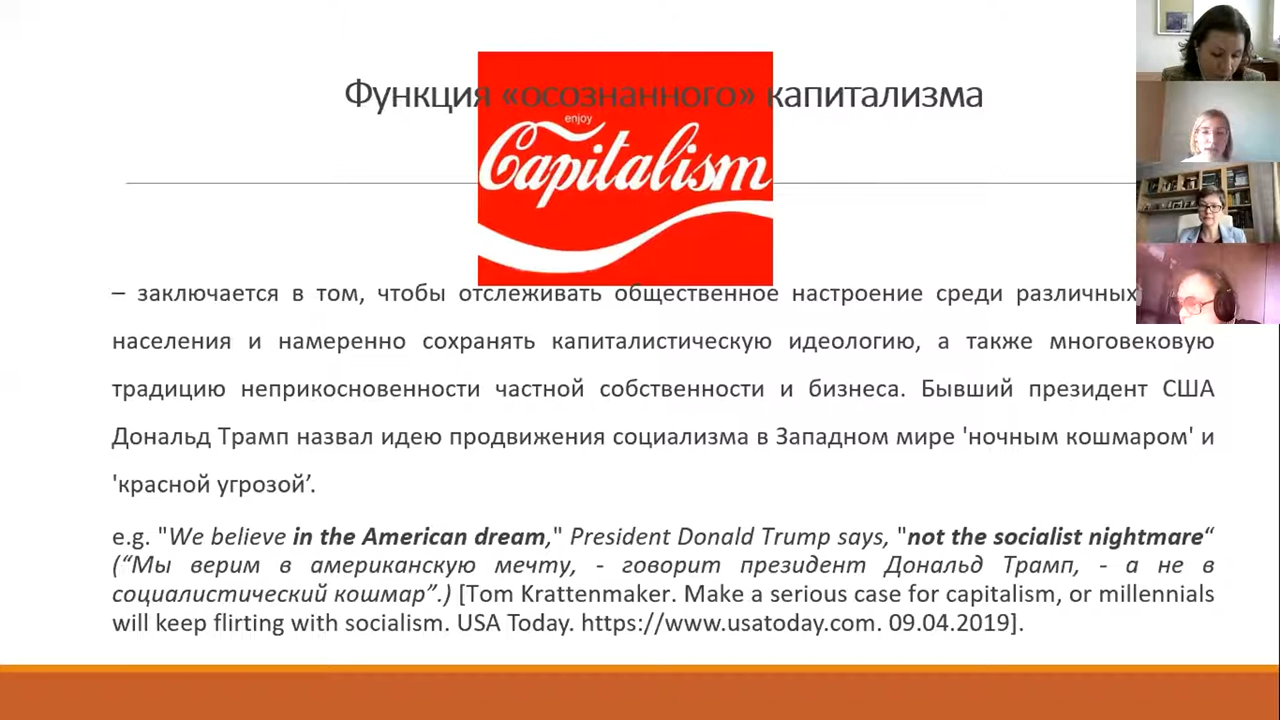 Функция «осознанного» капитализма
enjoy
Capitalism
– заключается в том, чтобы отслеживать общественное настроение среди различных
населения и намеренно сохранять капиталистическую идеологию, а также многовековую
традицию неприкосновенности частной собственности и бизнеса. Бывший президент США
Дональд Трамп назвал идею продвижения социализма в Западном мире 'ночным кошмаром' и
'красной угрозой’.
e.g. "We believe in the American dream," President Donald Trump says, "not the socialist nightmare“
(“Мы верим в американскую мечту, - говорит президент Дональд Трамп, - а не в
социалистический кошмар”.) [Tom Krattenmaker. Make a serious case for capitalism, or millennials
will keep flirting with socialism. USA Today. https://www.usatoday.com. 09.04.2019].